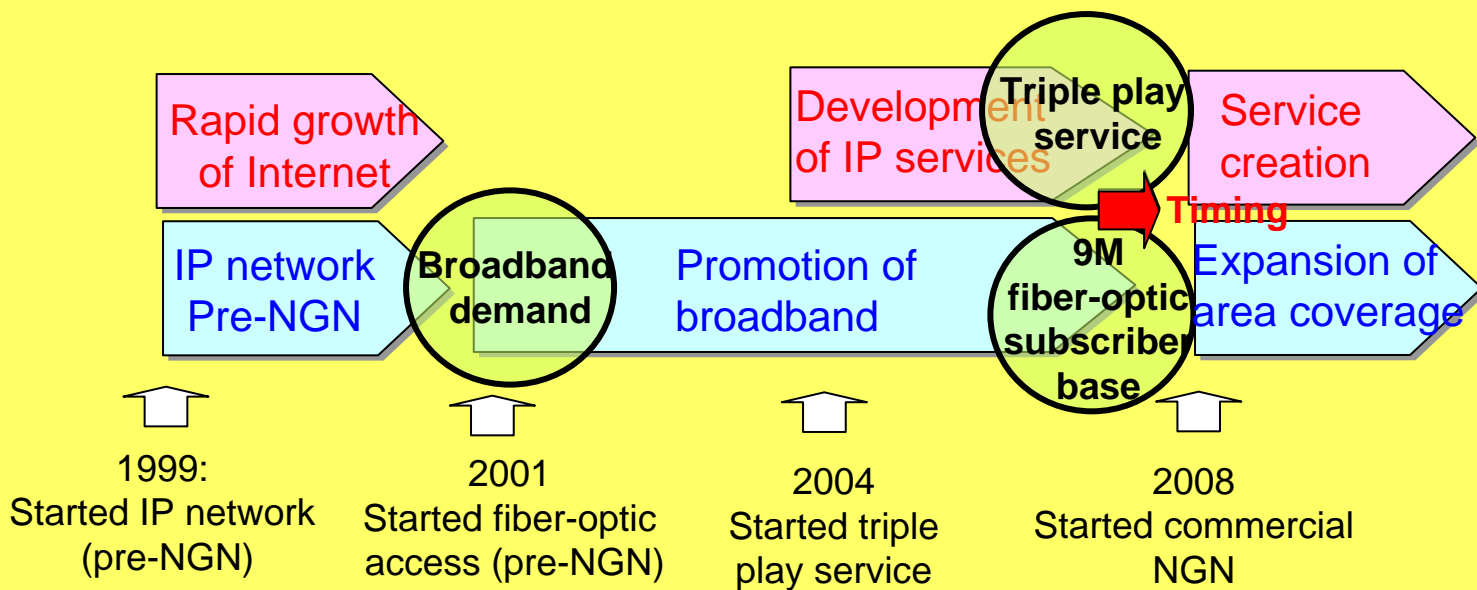 Rapid growth
of Internet
Development
of IP services
Triple play
service
Service
creation
Timing
IP network
Pre-NGN
Broadband
demand
Promotion of
broadband
9M
fiber-optic
subscriber
base
Expansion of
area coverage
1999:
Started IP network
(pre-NGN)
2001
Started fiber-optic
access (pre-NGN)
2004
Started triple
play service
2008
Started commercial
NGN